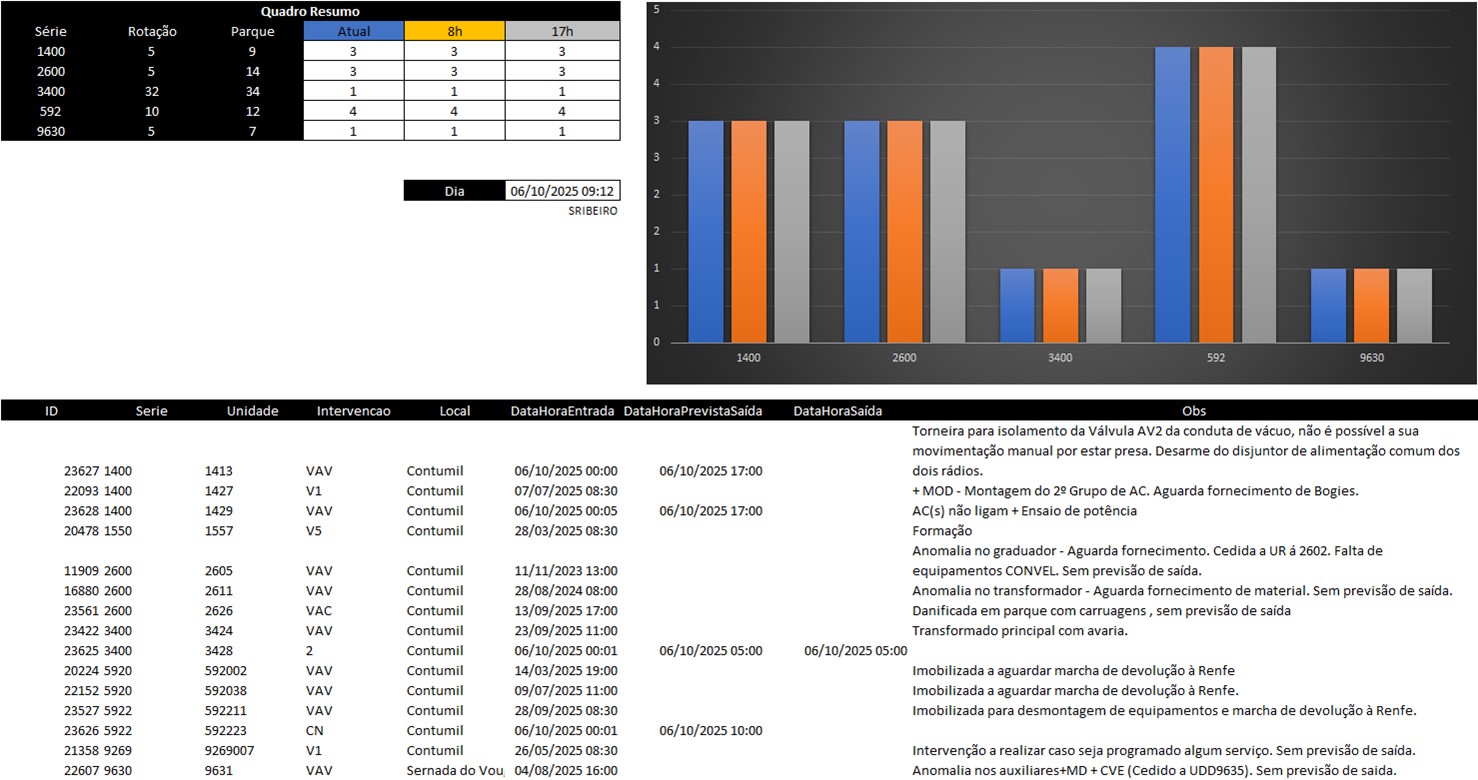 Quadro Resumo
Série Rotação Parque Atual 8h 17h
1400 5 9 3 3 3
2600 5 14 3 3 3
3400 32 34 1 1 1
592 10 12 4 4 4
9630 5 7 1 1 1
Dia 06/10/2025 09:12
SRIBEIRO
5
4
4
3
3
2
2
1
1
0
1400 2600 3400 592 9630
ID Serie Unidade Intervencao Local DataHoraEntrada DataHoraPrevistaSaída DataHoraSaída Obs
Torneira para isolamento da Válvula AV2 da conduta de vácuo, não é possível a sua
movimentação manual por estar presa. Desarme do disjuntor de alimentação comum dos
23627 1400 1413 VAV Contumil 06/10/2025 00:00 06/10/2025 17:00 dois rádios.
22093 1400 1427 V1 Contumil 07/07/2025 08:30 + MOD - Montagem do 2º Grupo de AC. Aguarda fornecimento de Bogies.
23628 1400 1429 VAV Contumil 06/10/2025 00:05 06/10/2025 17:00 AC(s) não ligam + Ensaio de potência
20478 1550 1557 V5 Contumil 28/03/2025 08:30 Formação
Anomalia no graduador - Aguarda fornecimento. Cedida a UR á 2602. Falta de
11909 2600 2605 VAV Contumil 11/11/2023 13:00 equipamentos CONVEL. Sem previsão de saída.
16880 2600 2611 VAV Contumil 28/08/2024 08:00 Anomalia no transformador - Aguarda fornecimento de material. Sem previsão de saída.
23561 2600 2626 VAC Contumil 13/09/2025 17:00 Danificada em parque com carruagens , sem previsão de saída
23422 3400 3424 VAV Contumil 23/09/2025 11:00 Transformado principal com avaria.
23625 3400 3428 2 Contumil 06/10/2025 00:01 06/10/2025 05:00 06/10/2025 05:00
20224 5920 592002 VAV Contumil 14/03/2025 19:00 Imobilizada a aguardar marcha de devolução à Renfe
22152 5920 592038 VAV Contumil 09/07/2025 11:00 Imobilizada a aguardar marcha de devolução à Renfe.
23527 5922 592211 VAV Contumil 28/09/2025 08:30 Imobilizada para desmontagem de equipamentos e marcha de devolução à Renfe.
23626 5922 592223 CN Contumil 06/10/2025 00:01 06/10/2025 10:00
21358 9269 9269007 V1 Contumil 26/05/2025 08:30 Intervenção a realizar caso seja programado algum serviço. Sem previsão de saída.
22607 9630 9631 VAV Sernada do Vou 04/08/2025 16:00 Anomalia nos auxiliares+MD + CVE (Cedido a UDD9635). Sem previsão de saida.